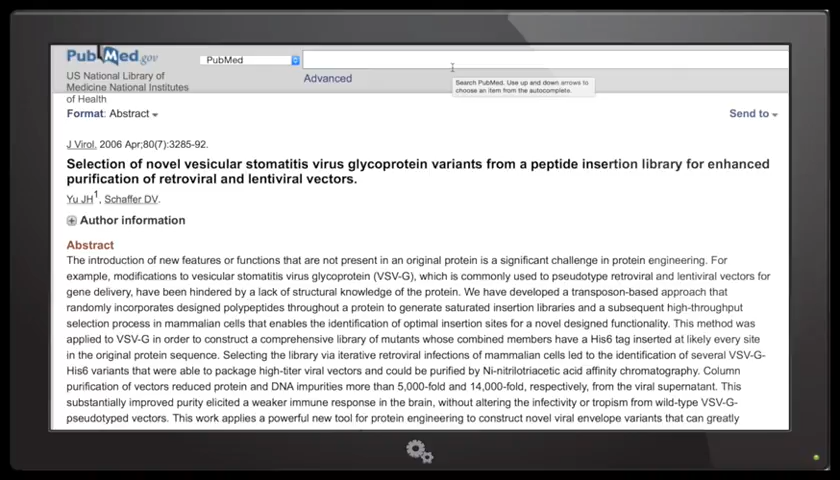 PubMed.gov
PubMed
US National Library of
Medicine National Institutes
of Health
Advanced
Search PubMed. Use up and down arrows to
choose an item from the autocomplete.
Format: Abstract
Send to
J Virol. 2006 Apr;80(7):3285-92.
Selection of novel vesicular stomatitis virus glycoprotein variants from a peptide insertion library for enhanced
purification of retroviral and lentiviral vectors.
Yu JH1, Schaffer DV.
Author information
Abstract
The introduction of new features or functions that are not present in an original protein is a significant challenge in protein engineering. For
example, modifications to vesicular stomatitis virus glycoprotein (VSV-G), which is commonly used to pseudotype retroviral and lentiviral vectors for
gene delivery, have been hindered by a lack of structural knowledge of the protein. We have developed a transposon-based approach that
randomly incorporates designed polypeptides throughout a protein to generate saturated insertion libraries and a subsequent high-throughput
selection process in mammalian cells that enables the identification of optimal insertion sites for a novel designed functionality. This method was
applied to VSV-G in order to construct a comprehensive library of mutants whose combined members have a His6 tag inserted at likely every site
in the original protein sequence. Selecting the library via iterative retroviral infections of mammalian cells led to the identification of several VSV-G-
His6 variants that were able to package high-titer viral vectors and could be purified by Ni-nitrilotriacetic acid affinity chromatography. Column
purification of vectors reduced protein and DNA impurities more than 5,000-fold and 14,000-fold, respectively, from the viral supernatant. This
substantially improved purity elicited a weaker immune response in the brain, without altering the infectivity or tropism from wild-type VSV-G-
pseudotyped vectors. This work applies a powerful new tool for protein engineering to construct novel viral envelope variants that can greatly